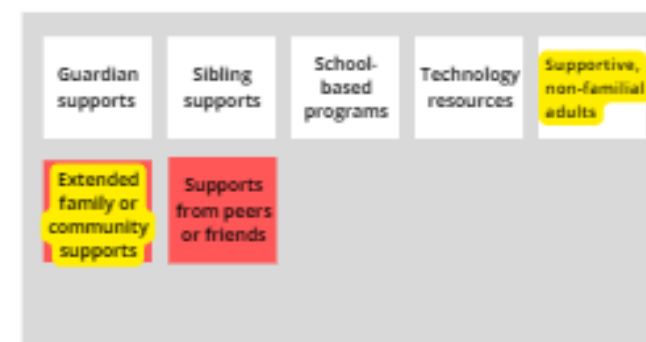 Guardian
supports
Sibling
supports
School-
based
programs
Technology
resources
Supportive,
non-familial
adults
Extended
family or
community
supports
Supports
from peers
or friends